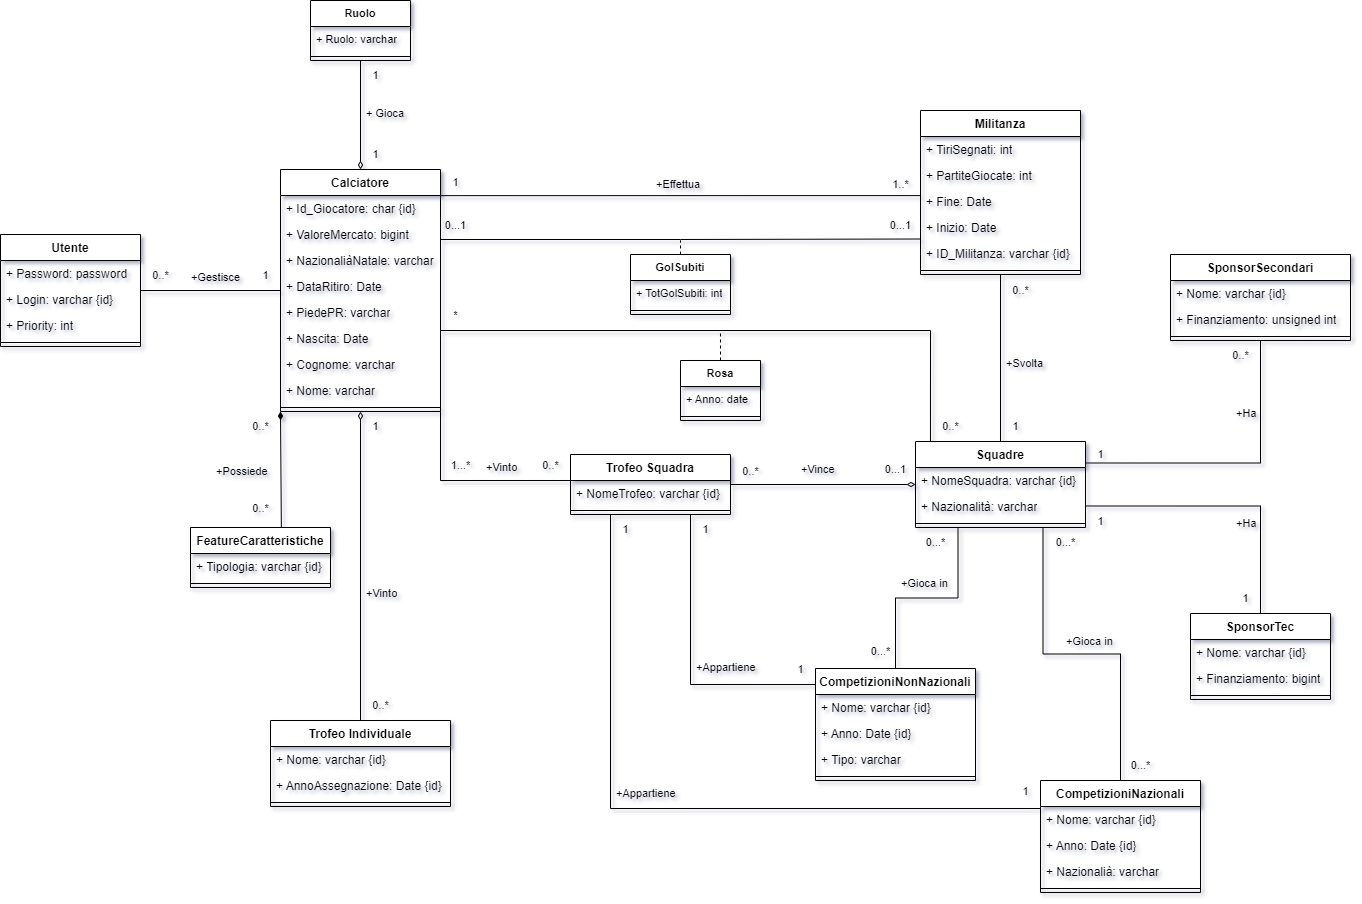 Ruolo
+ Ruolo: varchar
1
+ Gioca
1
Calciatore
+ Id_Giocatore: char {id}
+ ValoreMercato: bigint
+ NazionaliàNatale: varchar
+ DataRitiro: Date
+ PiedePR: varchar
+ Nascita: Date
+ Cognome: varchar
+ Nome: varchar
Utente
+ Password: password
+ Login: varchar {id}
+ Priority: int
0..*
+Gestisce
1
1
+Effettua
1..*
0...1
0...1
GolSubiti
+ TotGolSubiti: int
Militanza
+ TiriSegnati: int
+ PartiteGiocate: int
+ Fine: Date
+ Inizio: Date
+ ID_Militanza: varchar {id}
0..*
+Svolta
1
SponsorSecondari
+ Nome: varchar {id}
+ Finanziamento: unsigned int
0..*
+Ha
1
*
Rosa
+ Anno: date
0..*
0..*
+Possiede
0..*
FeatureCaratteristiche
+ Tipologia: varchar {id}
1
+Vinto
0..*
Trofeo Individuale
+ Nome: varchar {id}
+ AnnoAssegnazione: Date {id}
1...*
+Vinto
0..*
Trofeo Squadra
+ NomeTrofeo: varchar {id}
0..*
+Vince
0...1
Squadre
+ NomeSquadra: varchar {id}
+ Nazionalità: varchar
1
+Ha
1
SponsorTec
+ Nome: varchar {id}
+ Finanziamento: bigint
0...*
+Gioca in
0...*
0...*
+Gioca in
0...*
1
1
+Appartiene
1
CompetizioniNonNazionali
+ Nome: varchar {id}
+ Anno: Date {id}
+ Tipo: varchar
+Appartiene
1
CompetizioniNazionali
+ Nome: varchar {id}
+ Anno: Date {id}
+ Nazionalià: varchar